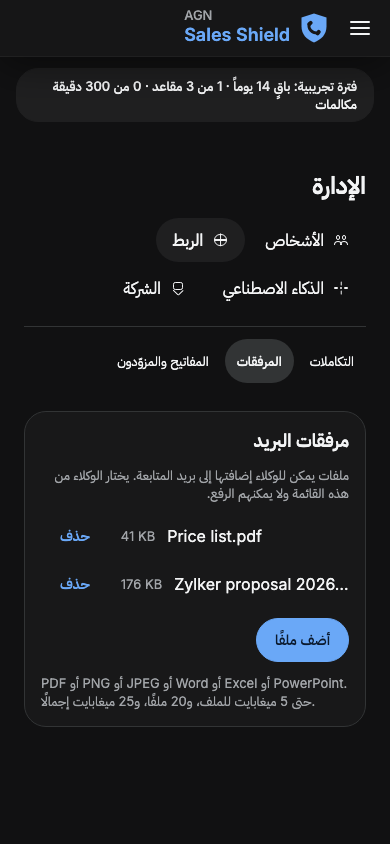 AGN
Sales Shield
فترة تجريبية: باقٍ 14 يوماً · 1 من 3 مقاعد · 0 من 300 دقيقة
مكالمات
الإدارة
الأشخاص
الربط
الذكاء الاصطناعي
الشركة
التكاملات
المرفقات
المفاتيح والمزوّدون
مرفقات البريد
ملفات يمكن للوكلاء إضافتها إلى بريد المتابعة. يختار الوكلاء من
هذه القائمة ولا يمكنهم الرفع.
Price list.pdf 41 KB حذف
Zylker proposal 2026... 176 KB حذف
أضف ملفًا
PDF أو PNG أو JPEG أو Word أو Excel أو PowerPoint.
حتى 5 ميغابايت للملف، و20 ملفًا، و25 ميغابايت إجمالًا.